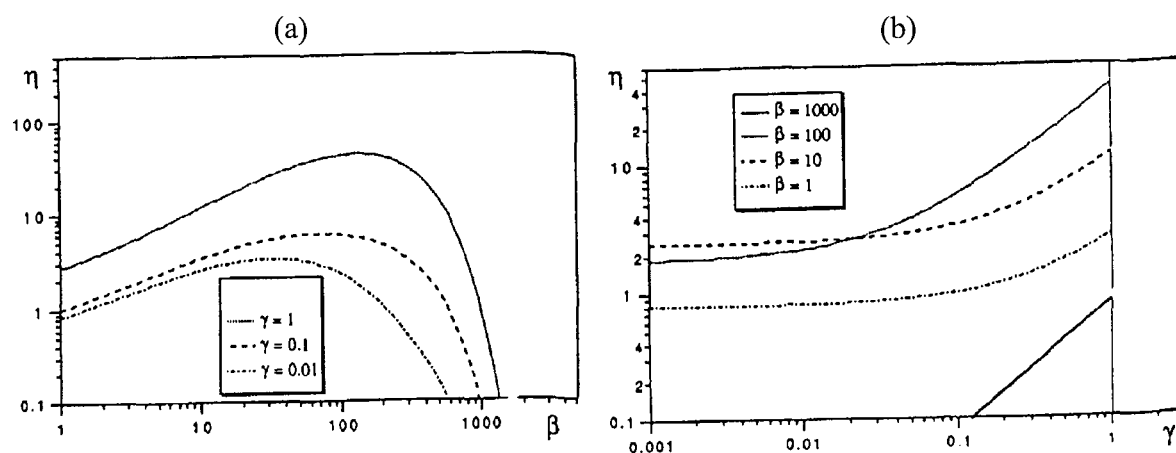 (a)
η
100
10
1
0.1
γ = 1
γ = 0.1
γ = 0.01
1
10
100
1000
β
(b)
η
4
2
10
4
2
1
4
2
0.1
β = 1000
β = 100
β = 10
β = 1
0.001
0.01
0.1
1
γ